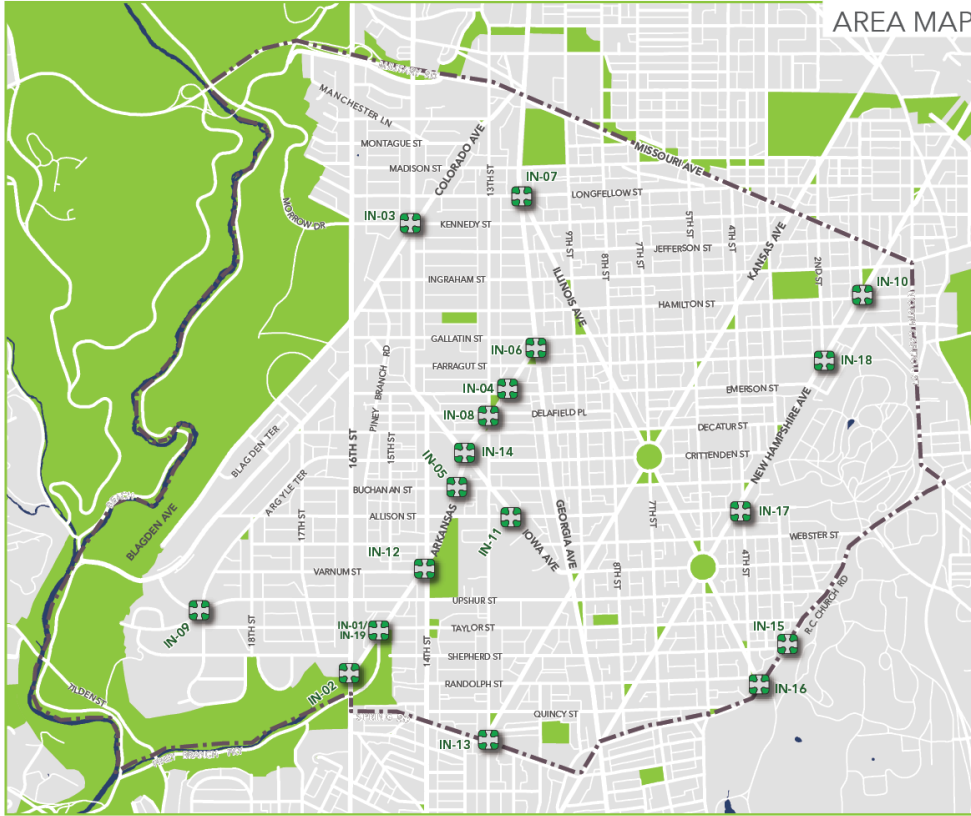 AREA MAP
MANCHESTER LN
MONTAGUE ST
MADISON ST
COLORADO AVE
13TH ST
MISSOURI AVE
IN-07
LONGFELLOW ST
MORROW DR
IN-03
KENNEDY ST
5TH ST
4TH ST
9TH ST
8TH ST
7TH ST
JEFFERSON ST
KANSAS AVE
2ND ST
INGRAHAM ST
ILLINOIS AVE
IN-10
HAMILTON ST
GALLATIN ST
IN-06
FARRAGUT ST
IN-18
PINEY BRANCH RD
IN-04
EMERSON ST
IN-08
DELAFIELD PL
DECATUR ST
BLAGDEN TER
16TH ST
15TH ST
IN-14
CRITTENDEN ST
NEW HAMPSHIRE AVE
ARGYLE TER
IN-05
BUCHANAN ST
BLAGDEN AVE
17TH ST
ALLISON ST
ARKANSAS
IN-11
IOWA AVE
GEORGIA AVE
7TH ST
IN-17
WEBSTER ST
IN-12
VARNUM ST
8TH ST
4TH ST
UPSHUR ST
R.C CHURCH RD
IN-09
18TH ST
IN-01/
IN-19
14TH ST
TAYLOR ST
IN-15
SHEPHERD ST
TILDEN ST
IN-02
RANDOLPH ST
IN-16
QUINCY ST
IN-13